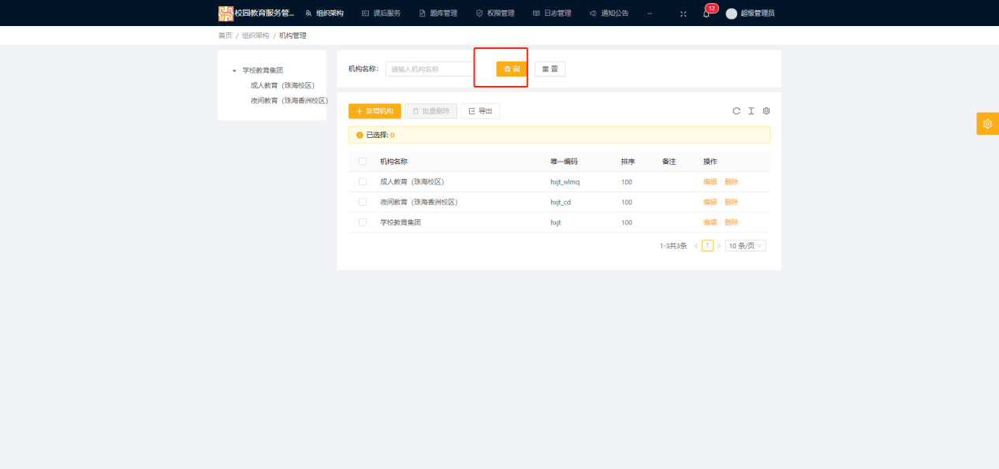 校园教育服务管... 组织架构 课后服务 题库管理 权限管理 日志管理 通知公告 12 超级管理员
首页 / 组织架构 / 机构管理
学校教育集团
成人教育（珠海校区）
夜间教育（珠海香洲校区）
机构名称: 请输入机构名称 查 询 重 置
+ 新增机构 批量删除 导出
已选择: 0
机构名称 唯一编码 排序 备注 操作
成人教育（珠海校区） hxjt_wlmq 100 编辑 删除
夜间教育（珠海香洲校区） hxjt_cd 100 编辑 删除
学校教育集团 hxjt 100 编辑 删除
1-3共3条 < 1 > 10 条/页